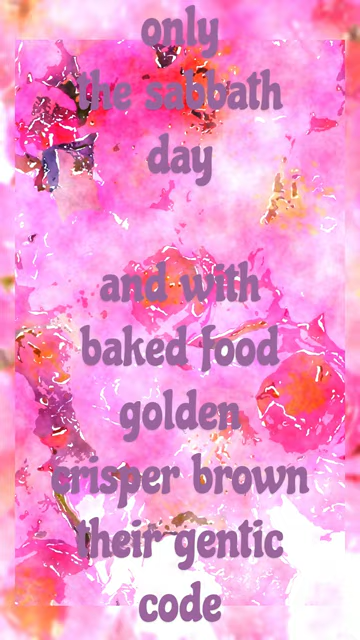 only
the sabbath
day
and with
baked food
golden
crisper brown
their gentic
code